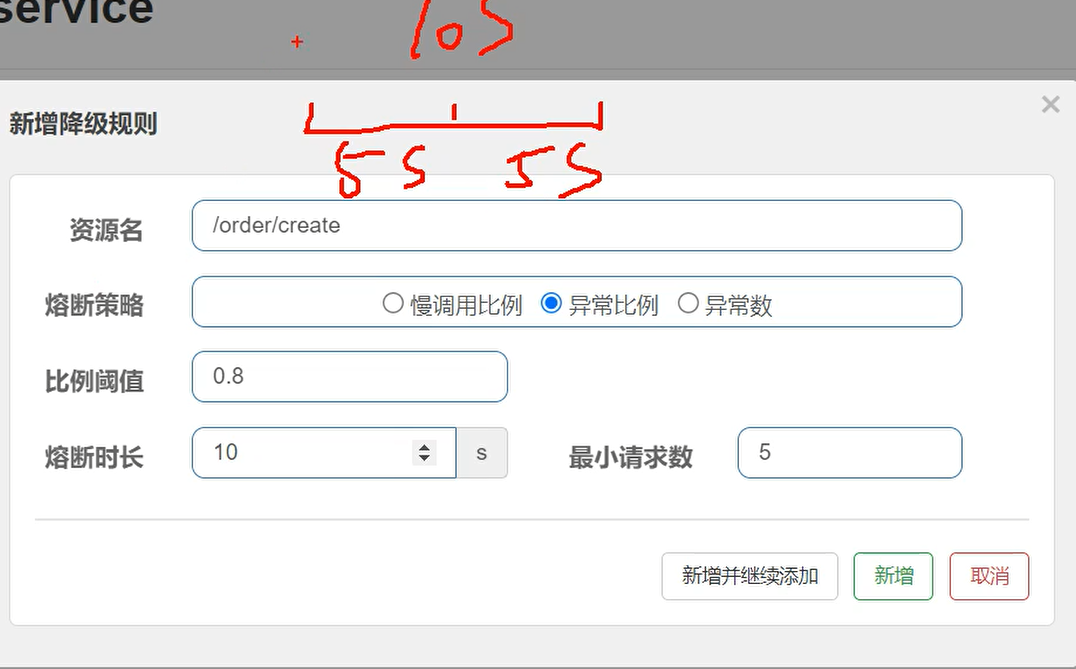 service
10S
新增降级规则 ×
5S 5S
资源名 /order/create
熔断策略 慢调用比例 异常比例 异常数
比例阈值 0.8
熔断时长 10 s 最小请求数 5
新增并继续添加 新增 取消